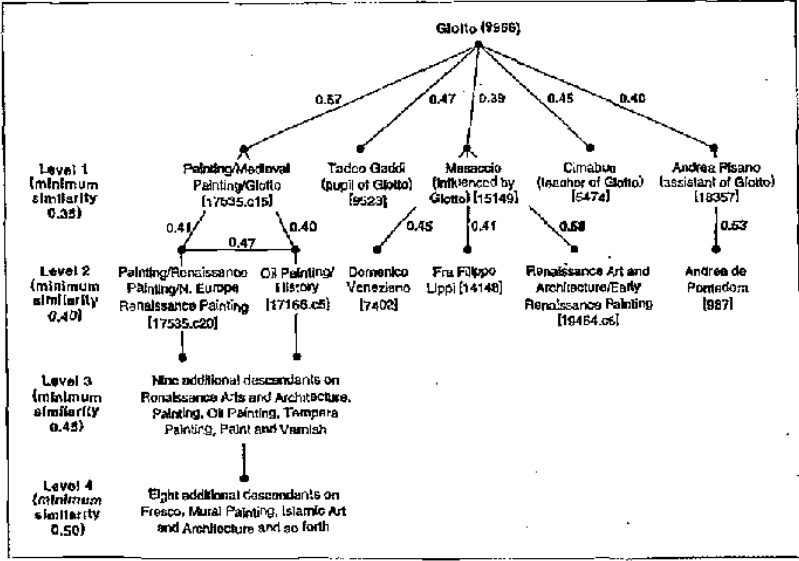 Giotto (9966)
0.57
0.47
0.39
0.45
0.40
Level 1
(minimum
similarity
0.35)
Painting/Medieval
Painting/Giotto
[17535.c15]
Tadeo Gaddi
(pupil of Giotto)
[9523]
Masaccio
(influenced by
Giotto) [15149]
Cimabue
(teacher of Giotto)
[5474]
Andrea Pisano
(assistant of Giotto)
[18357]
0.41
0.47
0.40
0.45
0.41
0.58
0.53
Level 2
(minimum
similarity
0.40)
Painting/Renaissance
Painting/N. Europe
Renaissance Painting
[17535.c20]
Oil Painting/
History
[17166.c5]
Domenico
Veneziano
[7402]
Fra Filippo
Lippi [14148]
Renaissance Art and
Architecture/Early
Renaissance Painting
[19464.c6]
Andrea de
Pontedera
[987]
Level 3
(minimum
similarity
0.45)
Nine additional descendants on
Renaissance Arts and Architecture,
Painting, Oil Painting, Tempera
Painting, Paint and Varnish
Level 4
(minimum
similarity
0.50)
Eight additional descendants on
Fresco, Mural Painting, Islamic Art
and Architecture and so forth